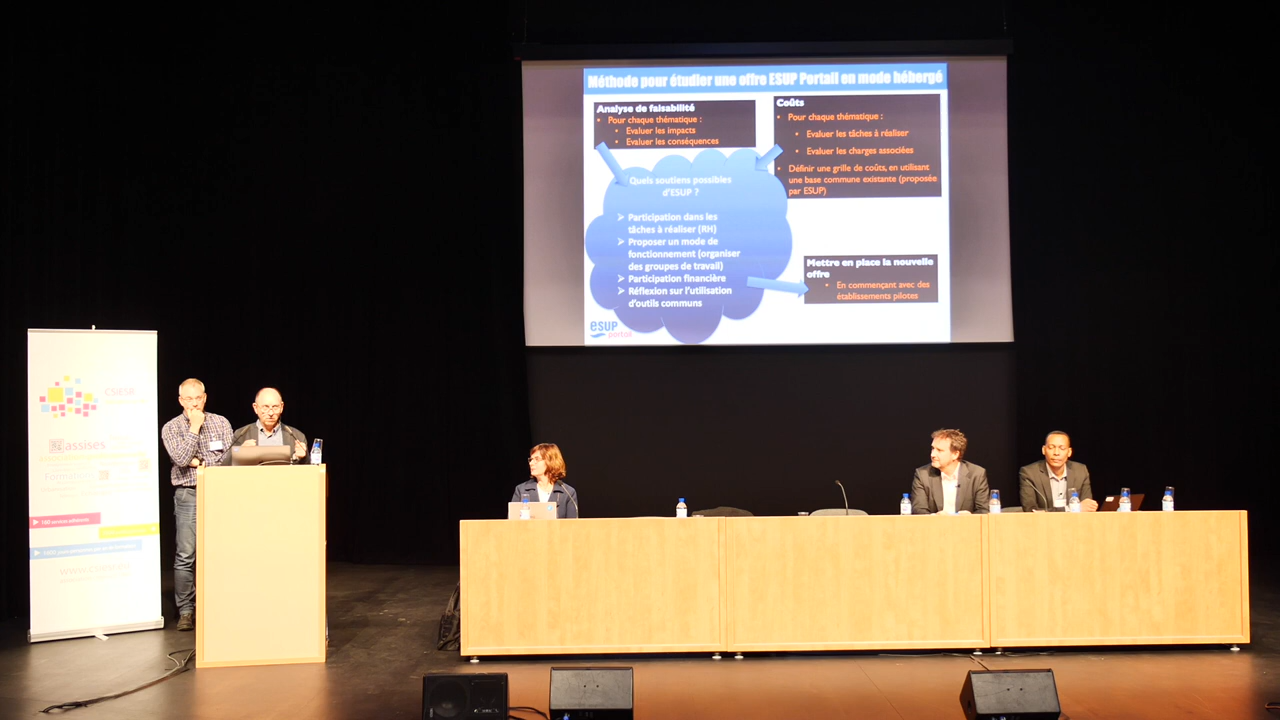 Méthode pour étudier une offre ESUP Portail en mode hébergé
Analyse de faisabilité
• Pour chaque thématique :
• Evaluer les impacts
• Evaluer les conséquences
Coûts
• Pour chaque thématique :
• Evaluer les tâches à réaliser
• Evaluer les charges associées
• Définir une grille de coûts, en utilisant
une base commune existante (proposée
par ESUP)
Quels soutiens possibles
d'ESUP ?
➢ Participation dans les
tâches à réaliser (RH)
➢ Proposer un mode de
fonctionnement (organiser
des groupes de travail)
➢ Participation financière
➢ Réflexion sur l'utilisation
d'outils communs
Mettre en place la nouvelle
offre
• En commençant avec des
établissements pilotes
esup
portail
CSIESR
assises
Formation
www.csiesr.eu